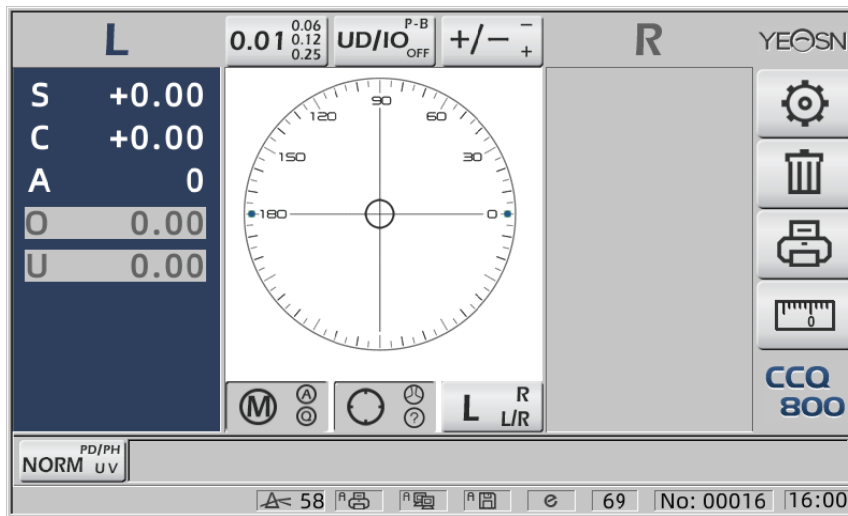 L
0.01 0.06 0.12 0.25
UD/IO P-B OFF
+/- - +
R
YEOSN
S +0.00
C +0.00
A 0
O 0.00
U 0.00
90
120 60
150 30
180 0
0
CCQ
800
M A Q
?
L R L/R
NORM PD/PH UV
58
A
A
A
e
69
No: 00016
16:00